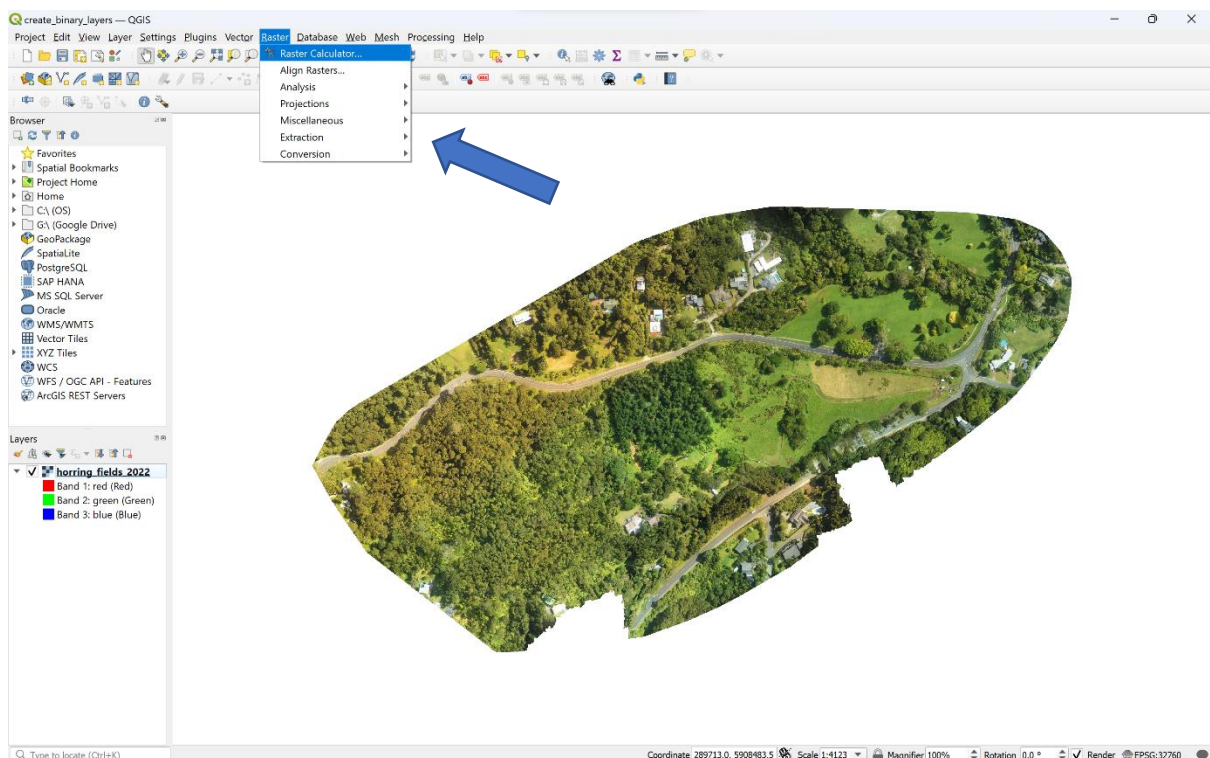 create_binary_layers — QGIS
Project Edit View Layer Settings Plugins Vector Raster Database Web Mesh Processing Help
Raster Calculator...
Align Rasters...
Analysis
Projections
Miscellaneous
Extraction
Conversion
Browser
Favorites
Spatial Bookmarks
Project Home
Home
C:\ (OS)
G:\ (Google Drive)
GeoPackage
SpatiaLite
PostgreSQL
SAP HANA
MS SQL Server
Oracle
WMS/WMTS
Vector Tiles
XYZ Tiles
WCS
WFS / OGC API - Features
ArcGIS REST Servers
Layers
horring_fields_2022
Band 1: red (Red)
Band 2: green (Green)
Band 3: blue (Blue)
Type to locate (Ctrl+K)
Coordinate 289713.0, 5908483.5 Scale 1:4123 Magnifier 100% Rotation 0.0 ° Render EPSG:32760